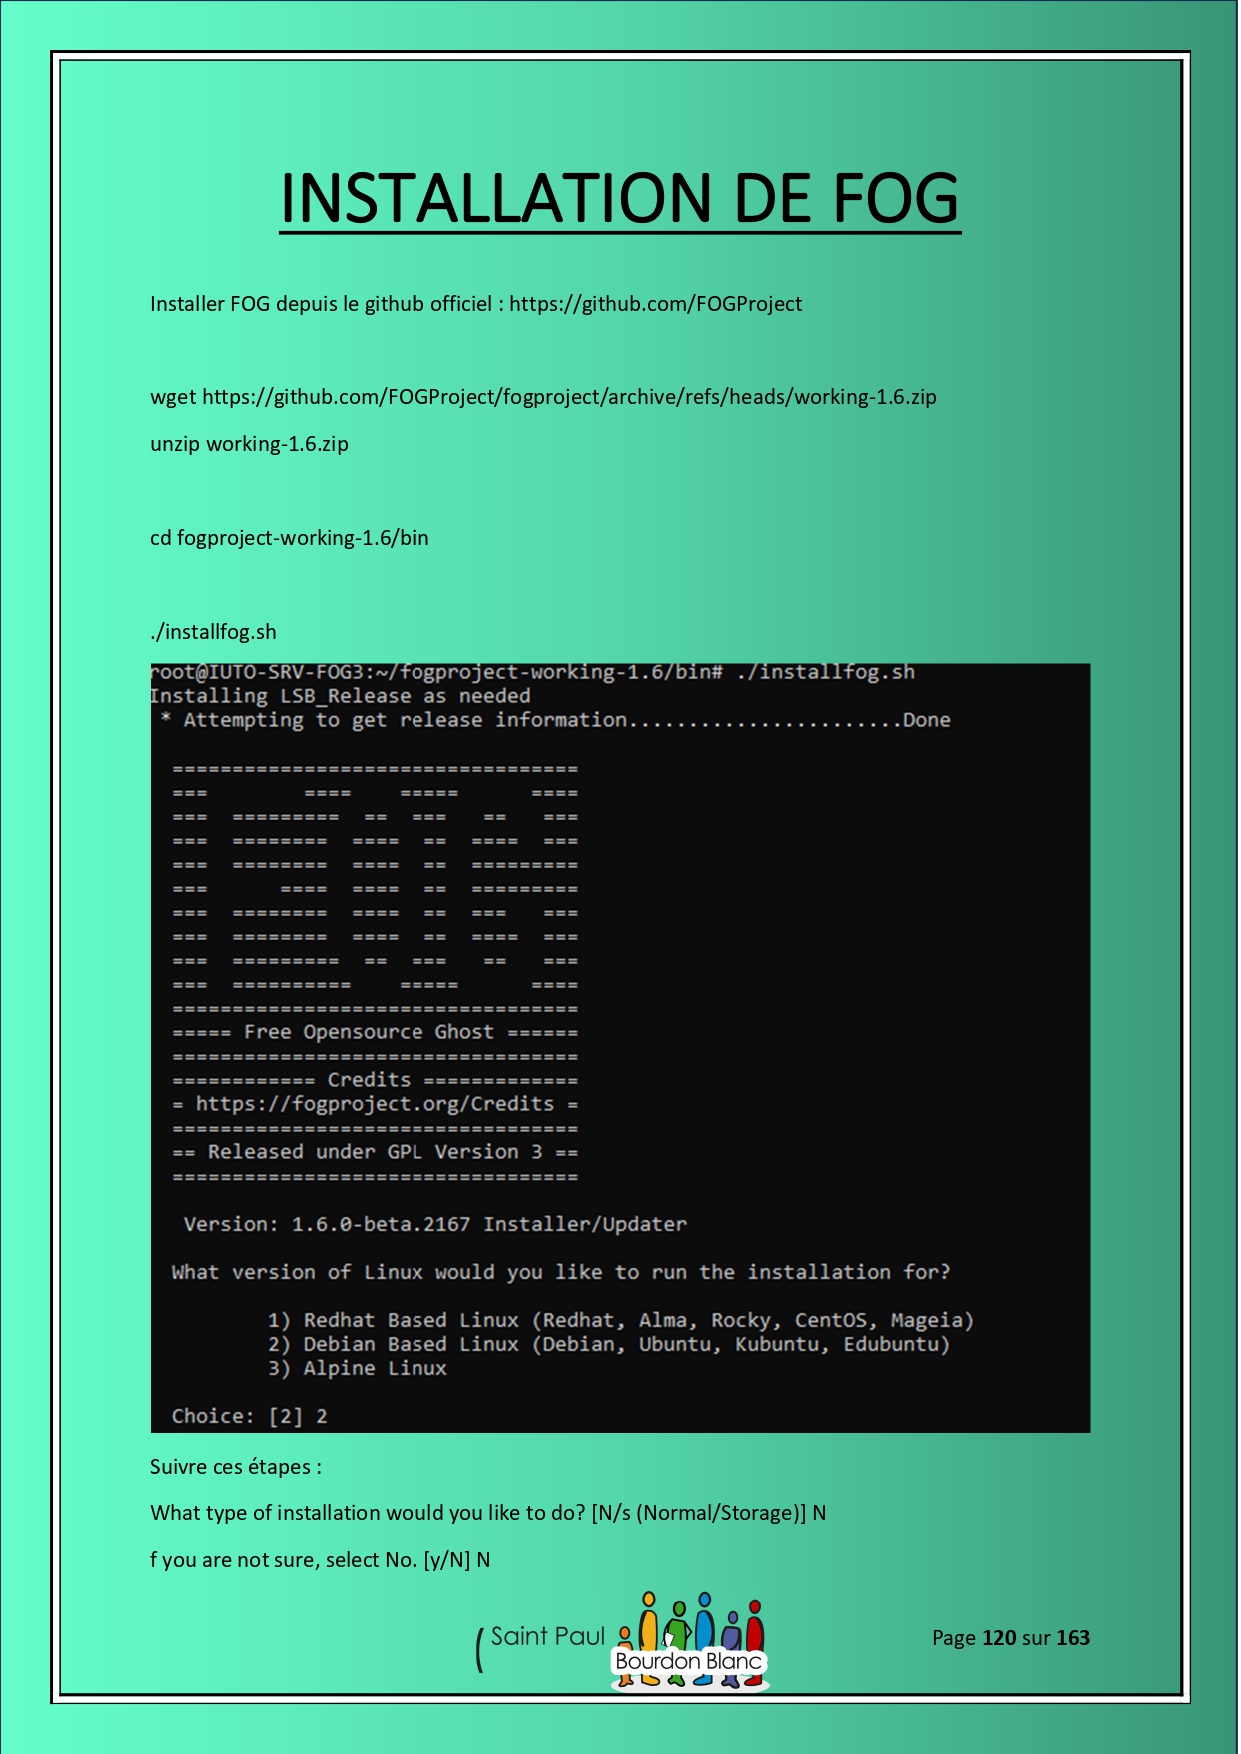 INSTALLATION DE FOG
Installer FOG depuis le github officiel : https://github.com/FOGProject
wget https://github.com/FOGProject/fogproject/archive/refs/heads/working-1.6.zip
unzip working-1.6.zip
cd fogproject-working-1.6/bin
./installfog.sh
root@IUTO-SRV-FOG3:~/fogproject-working-1.6/bin# ./installfog.sh
Installing LSB_Release as needed
 * Attempting to get release information.......................Done
==================================
===        ====    =====      ====
===  =========  ==  ===   ==   ===
===  ========  ====  ==  ====  ===
===  ========  ====  ==  =========
===      ====  ====  ==  =========
===  ========  ====  ==  ===   ===
===  ========  ====  ==  ====  ===
===  =========  ==  ===   ==   ===
===  ==========    =====      ====
==================================
===== Free Opensource Ghost ======
==================================
============ Credits =============
= https://fogproject.org/Credits =
==================================
== Released under GPL Version 3 ==
==================================
Version: 1.6.0-beta.2167 Installer/Updater
What version of Linux would you like to run the installation for?
1) Redhat Based Linux (Redhat, Alma, Rocky, CentOS, Mageia)
2) Debian Based Linux (Debian, Ubuntu, Kubuntu, Edubuntu)
3) Alpine Linux
Choice: [2] 2
Suivre ces étapes :
What type of installation would you like to do? [N/s (Normal/Storage)] N
f you are not sure, select No. [y/N] N
Saint Paul
Bourdon Blanc
Page 120 sur 163